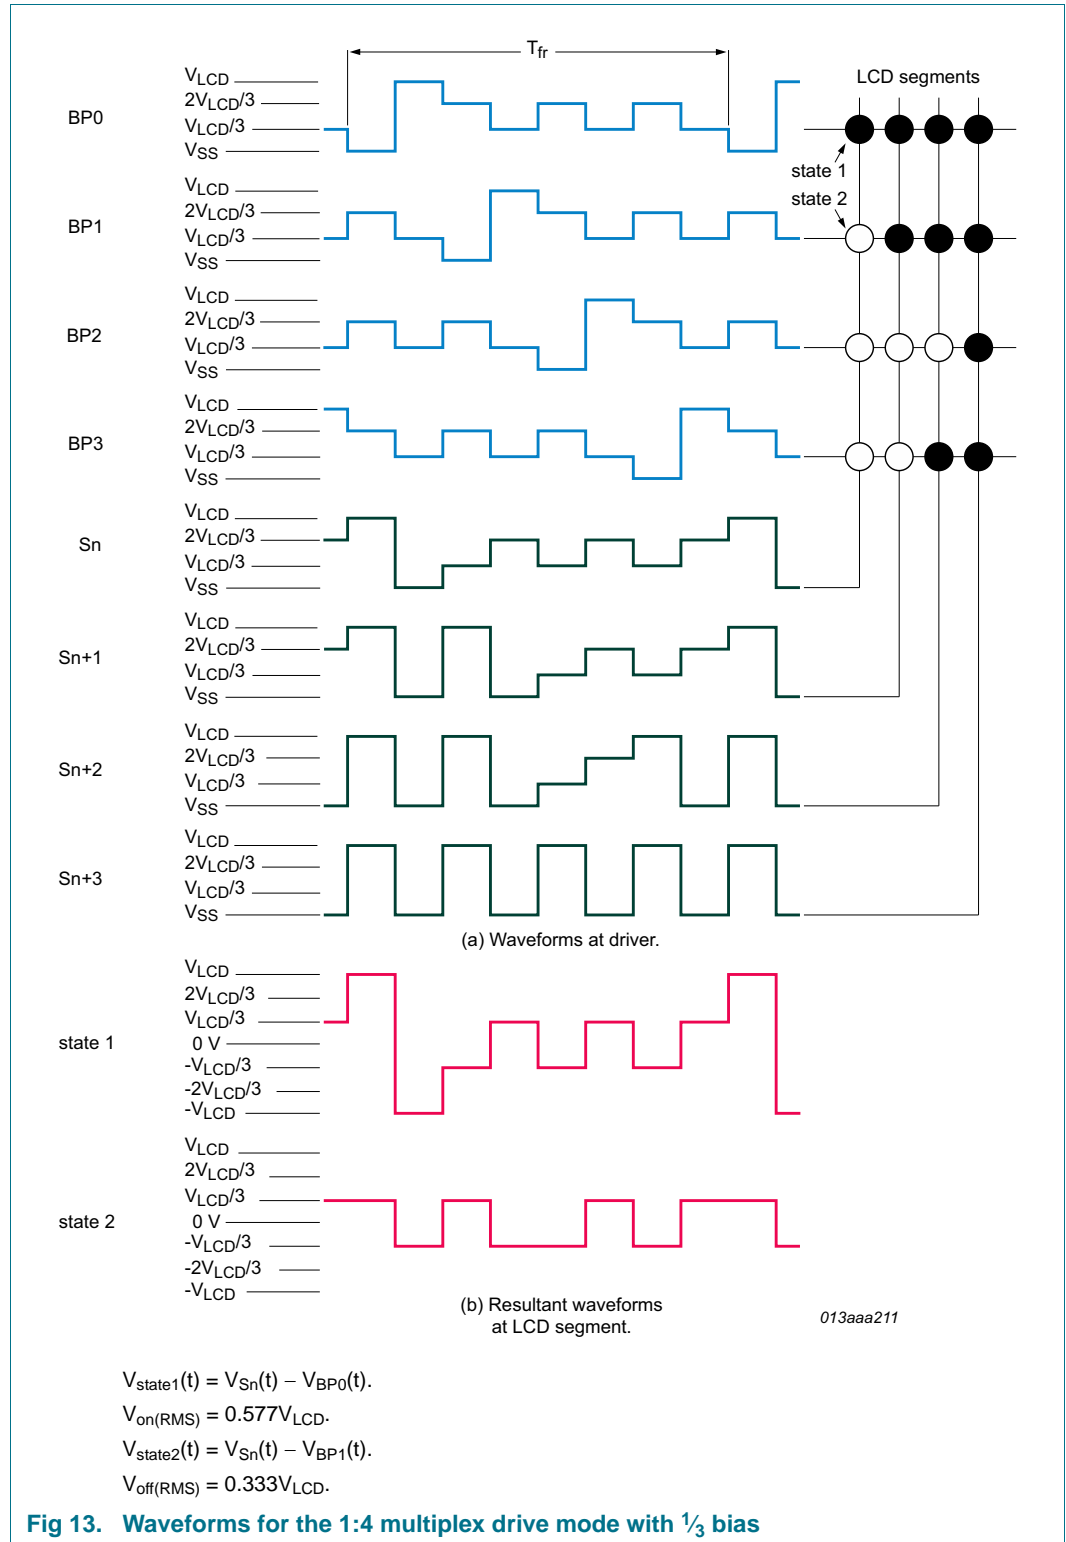 Tfr
LCD segments
BP0
VLCD
2VLCD/3
VLCD/3
VSS
state 1
state 2
BP1
VLCD
2VLCD/3
VLCD/3
VSS
BP2
VLCD
2VLCD/3
VLCD/3
VSS
BP3
VLCD
2VLCD/3
VLCD/3
VSS
Sn
VLCD
2VLCD/3
VLCD/3
VSS
Sn+1
VLCD
2VLCD/3
VLCD/3
VSS
Sn+2
VLCD
2VLCD/3
VLCD/3
VSS
Sn+3
VLCD
2VLCD/3
VLCD/3
VSS
(a) Waveforms at driver.
state 1
VLCD
2VLCD/3
VLCD/3
0 V
-VLCD/3
-2VLCD/3
-VLCD
state 2
VLCD
2VLCD/3
VLCD/3
0 V
-VLCD/3
-2VLCD/3
-VLCD
(b) Resultant waveforms
at LCD segment.
013aaa211
Vstate1(t) = VSn(t) − VBP0(t).
Von(RMS) = 0.577VLCD.
Vstate2(t) = VSn(t) − VBP1(t).
Voff(RMS) = 0.333VLCD.
Fig 13. Waveforms for the 1:4 multiplex drive mode with 1⁄3 bias